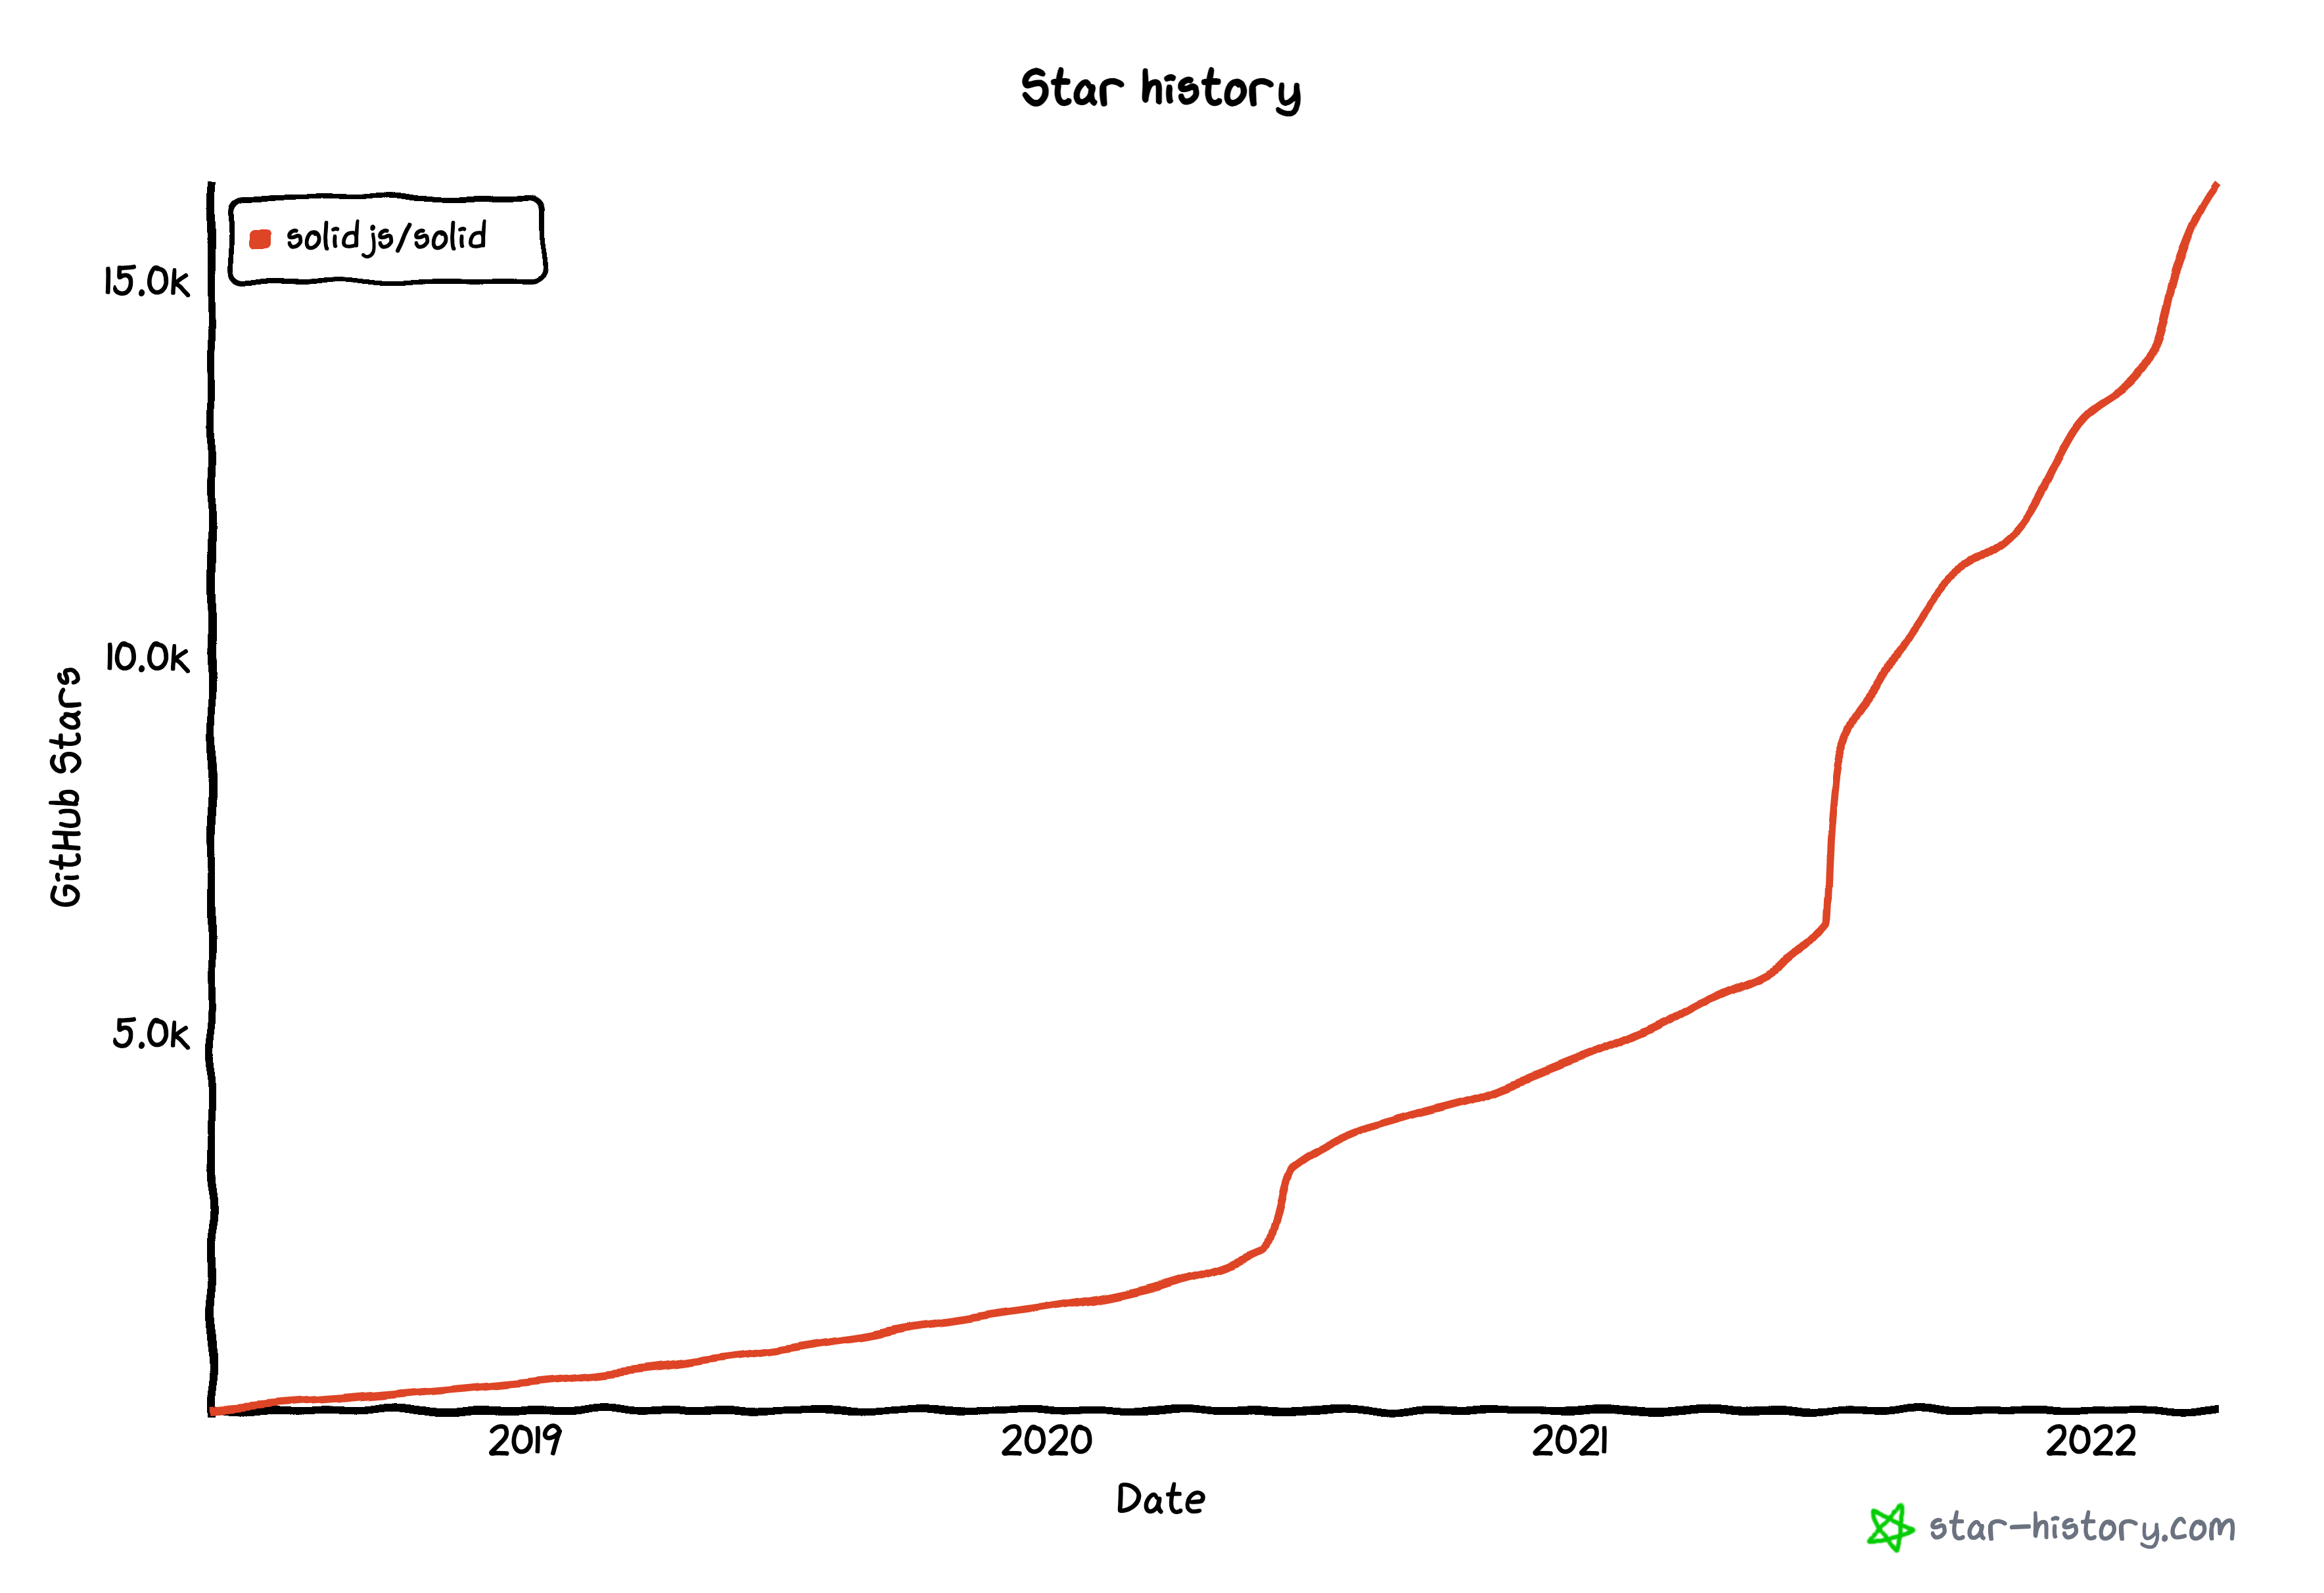 Star history
solidjs/solid
15.0k
10.0k
5.0k
GitHub Stars
2019 2020 2021 2022
Date
star-history.com